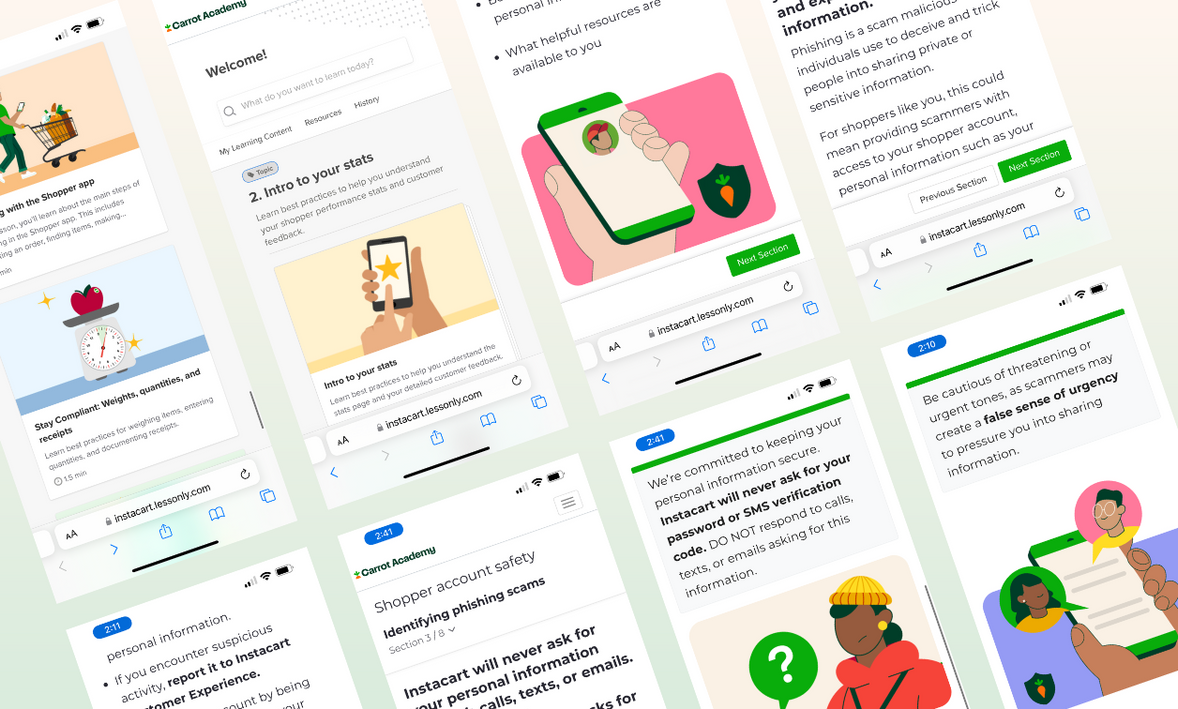 g with the Shopper app
sson, you'll learn about the main steps of
ng in the Shopper app. This includes
ing an order, finding items, making...
min
Stay Compliant: Weights, quantities, and
receipts
Learn best practices for weighing items, entering
quantities, and documenting receipts.
15 min
AA
instacart.lessonly.com
Carrot Academy
Welcome!
What do you want to learn today?
My Learning Content
Resources
History
Topic
2. Intro to your stats
Learn best practices to help you understand
your shopper performance stats and customer
feedback.
Intro to your stats
Learn best practices to help you understand the
stats page and your detailed customer feedback.
AA
instacart.lessonly.com
personal in
What helpful resources are
available to you
Next Section
AA
instacart.lessonly.com
and exp
information.
Phishing is a scam malicious
individuals use to deceive and trick
people into sharing private or
sensitive information.
For shoppers like you, this could
mean providing scammers with
access to your shopper account,
personal information such as your
Previous Section
Next Section
AA
instacart.lessonly.com
2:11
personal information.
If you encounter suspicious
activity, report it to Instacart
tomer Experience.
ount by being
your
2:41
Carrot Academy
Shopper account safety
Identifying phishing scams
Section 3 / 8
Instacart will never ask for
your personal information
calls, texts, or emails.
ks for
2:41
We're committed to keeping your
personal information secure.
Instacart will never ask for your
password or SMS verification
code. DO NOT respond to calls,
texts, or emails asking for this
information.
?
2:10
Be cautious of threatening or
urgent tones, as scammers may
create a false sense of urgency
to pressure you into sharing
information.